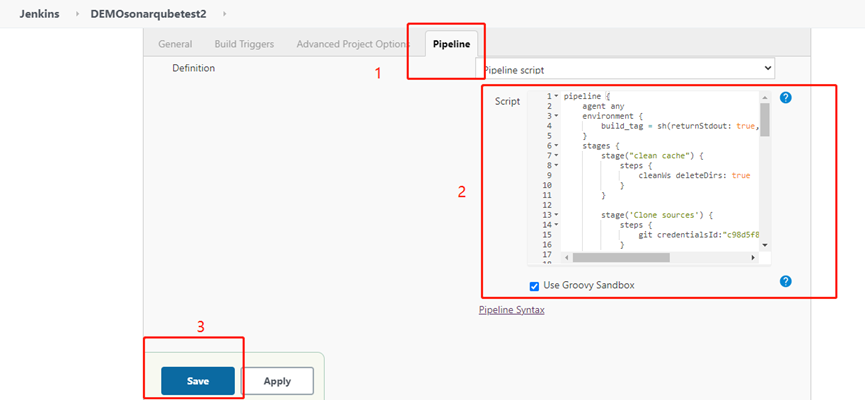 Jenkins › DEMOsonarqubetest2 ›
General Build Triggers Advanced Project Options Pipeline
1
Definition
Pipeline script
Script
1 pipeline {
2 agent any
3 environment {
4 build_tag = sh(returnStdout: true,
5 }
6 stages {
7 stage("clean cache") {
8 steps {
9 cleanWs deleteDirs: true
10 }
11 }
12
13 stage('Clone sources') {
14 steps {
15 git credentialsId:"c98d5f8
16 }
17
18
2
Use Groovy Sandbox
Pipeline Syntax
3
Save Apply